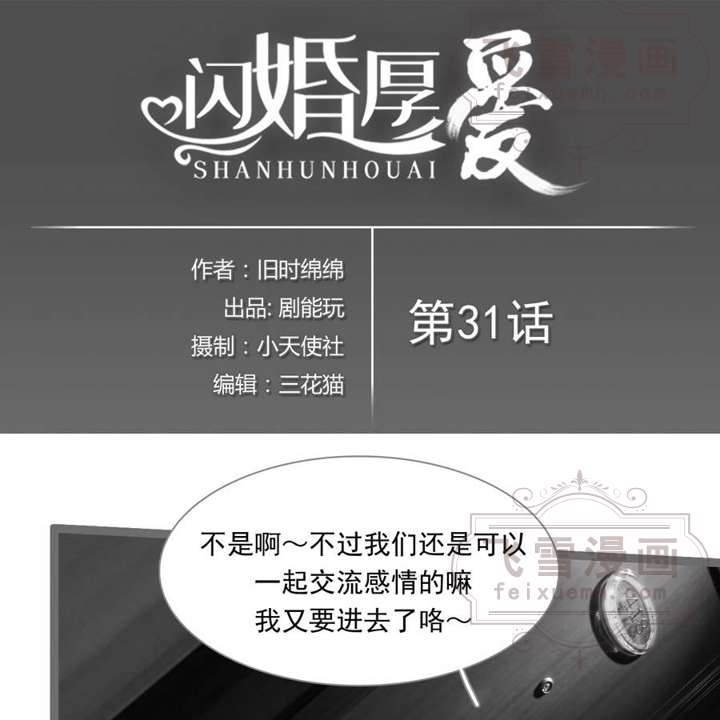 飞雪漫画
feixuemh.com
闪婚厚爱
SHANHUNHOUAI
作者：旧时绵绵
出品: 剧能玩
摄制：小天使社
编辑：三花猫
第31话
不是啊～不过我们还是可以
一起交流感情的嘛
我又要进去了咯～
飞雪漫画
feixuemh.com